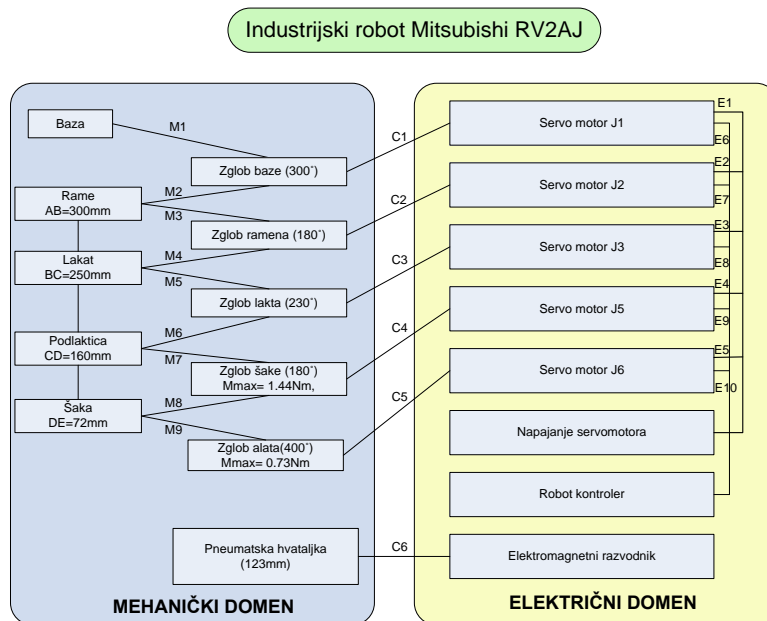 Industrijski robot Mitsubishi RV2AJ
Baza
M1
Zglob baze (300˚)
Rame
AB=300mm
M2
M3
Zglob ramena (180˚)
Lakat
BC=250mm
M4
M5
Zglob lakta (230˚)
Podlaktica
CD=160mm
M6
M7
Zglob šake (180˚)
Mmax= 1.44Nm,
Šaka
DE=72mm
M8
M9
Zglob alata(400˚)
Mmax= 0.73Nm
Pneumatska hvataljka
(123mm)
MEHANIČKI DOMEN
C1
C2
C3
C4
C5
C6
Servo motor J1
Servo motor J2
Servo motor J3
Servo motor J5
Servo motor J6
Napajanje servomotora
Robot kontroler
Elektromagnetni razvodnik
E1
E6
E2
E7
E3
E8
E4
E9
E5
E10
ELEKTRIČNI DOMEN